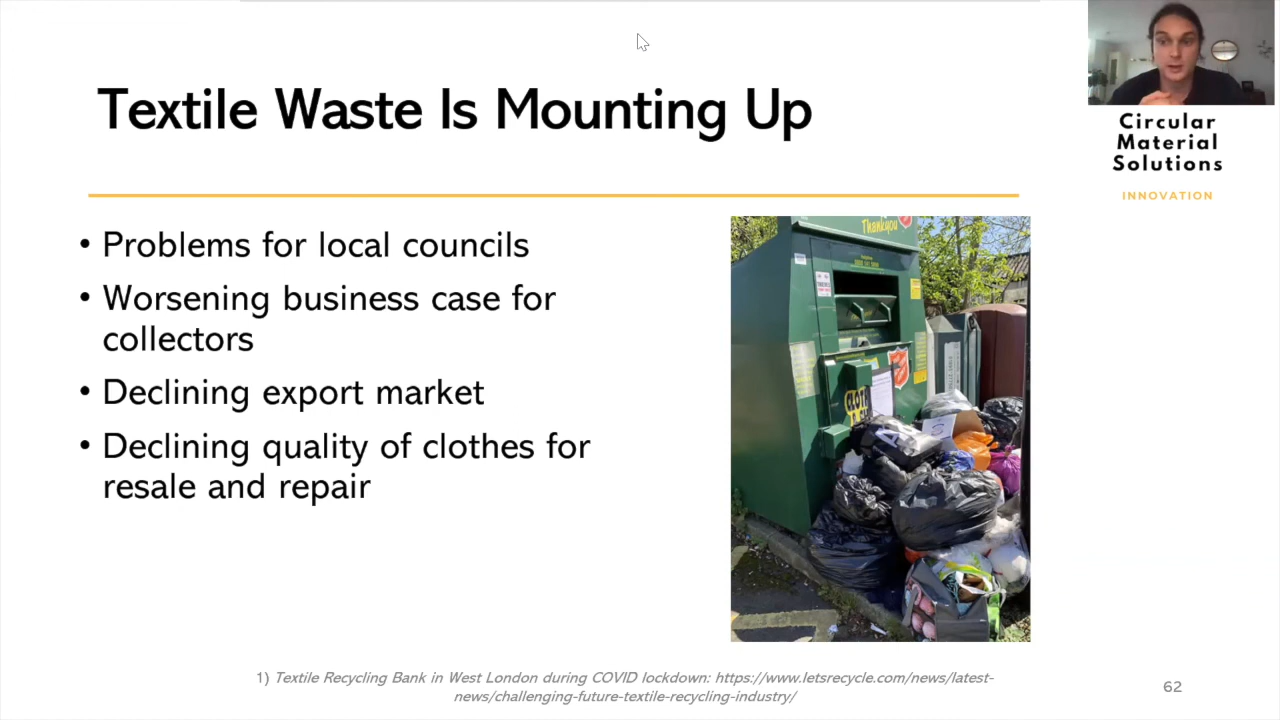 Textile Waste Is Mounting Up
Circular
Material
Solutions
INNOVATION
• Problems for local councils
• Worsening business case for
collectors
• Declining export market
• Declining quality of clothes for
resale and repair
Thankyou
1) Textile Recycling Bank in West London during COVID lockdown: https://www.letsrecycle.com/news/latest-
news/challenging-future-textile-recycling-industry/
62